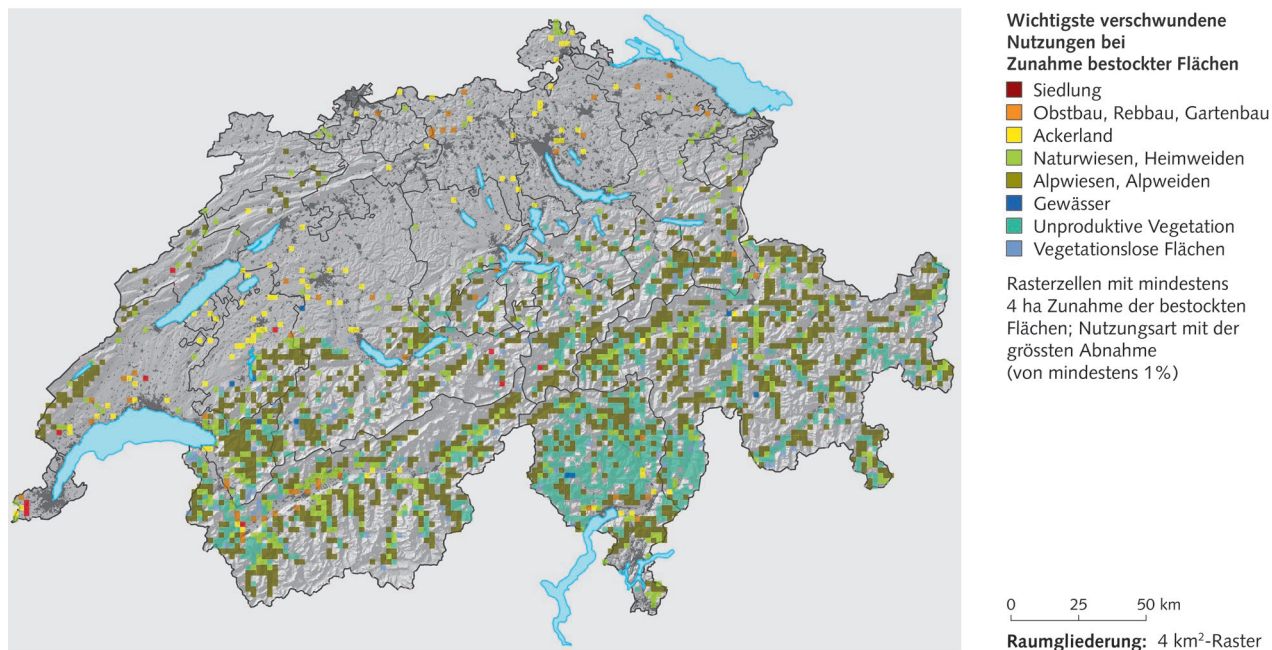 Wichtigste verschwundene
Nutzungen bei
Zunahme bestockter Flächen
Siedlung
Obstbau, Rebbau, Gartenbau
Ackerland
Naturwiesen, Heimweiden
Alpwiesen, Alpweiden
Gewässer
Unproduktive Vegetation
Vegetationslose Flächen
Rasterzellen mit mindestens
4 ha Zunahme der bestockten
Flächen; Nutzungsart mit der
grössten Abnahme
(von mindestens 1%)
0 25 50 km
Raumgliederung: 4 km²-Raster